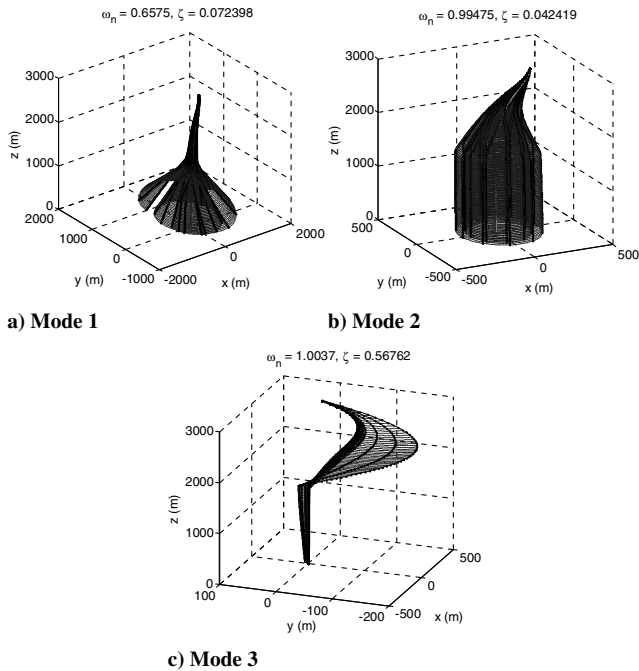 ωn = 0.6575, ζ = 0.072398
3000
2000
1000
0
z (m)
2000
1000
0
-1000
y (m)
-2000
0
2000
x (m)
a) Mode 1
ωn = 0.99475, ζ = 0.042419
3000
2000
1000
0
z (m)
500
0
-500
y (m)
-500
0
500
x (m)
b) Mode 2
ωn = 1.0037, ζ = 0.56762
3000
2000
1000
0
z (m)
100
0
-100
-200
y (m)
-500
0
500
x (m)
c) Mode 3